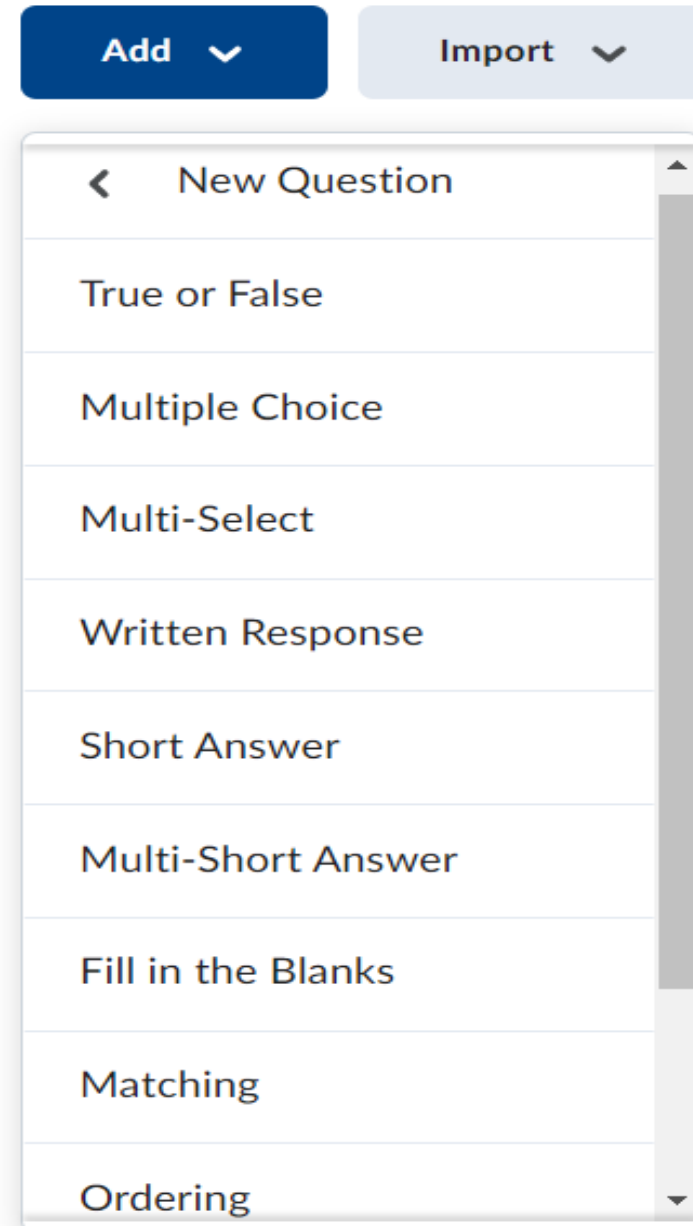 Add
Import
New Question
True or False
Multiple Choice
Multi-Select
Written Response
Short Answer
Multi-Short Answer
Fill in the Blanks
Matching
Ordering